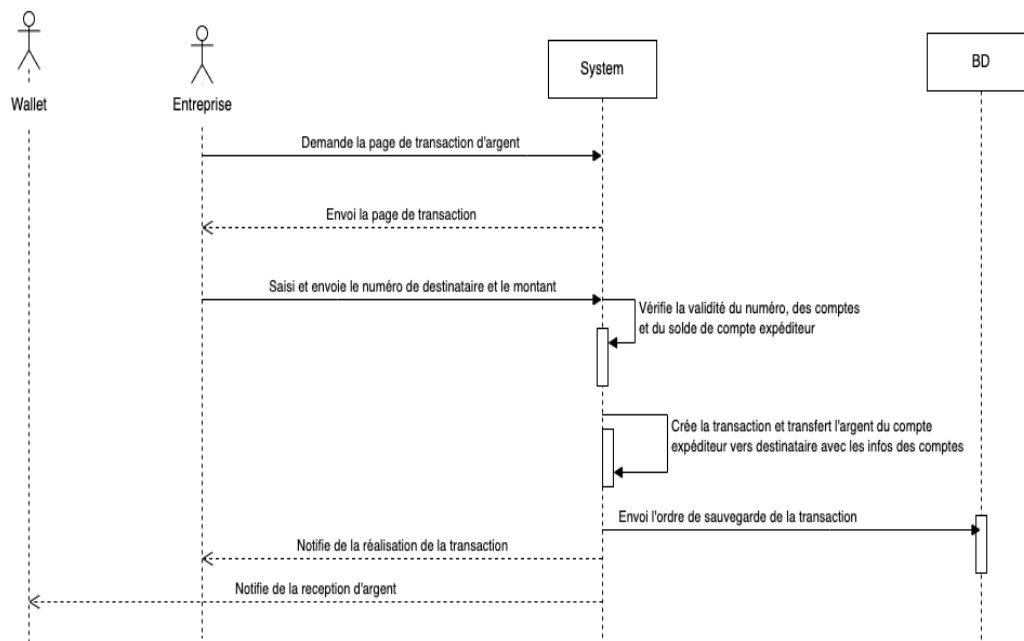 Wallet
Entreprise
System
BD
Demande la page de transaction d'argent
Envoi la page de transaction
Saisi et envoie le numéro de destinataire et le montant
Vérifie la validité du numéro, des comptes
et du solde de compte expéditeur
Crée la transaction et transfert l'argent du compte
expéditeur vers destinataire avec les infos des comptes
Envoi l'ordre de sauvegarde de la transaction
Notifie de la réalisation de la transaction
Notifie de la reception d'argent